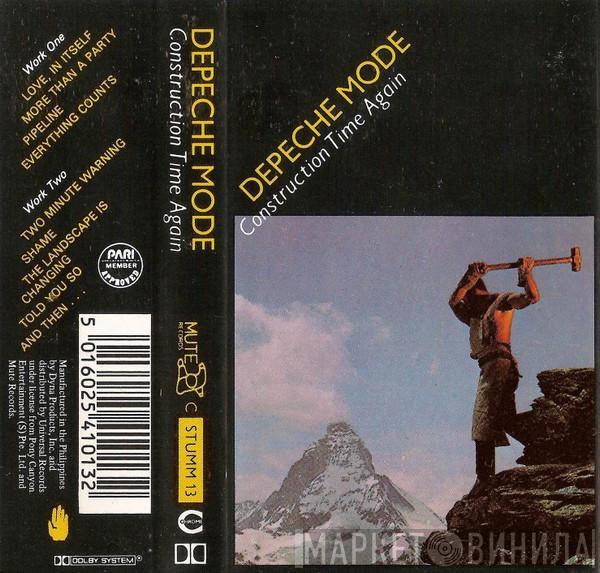 Work One
LOVE, IN ITSELF
MORE THAN A PARTY
PIPELINE
EVERYTHING COUNTS
Work Two
TWO MINUTE WARNING
SHAME
THE LANDSCAPE IS
CHANGING
TOLD YOU SO
AND THEN . . .
PARI
MEMBER
APPROVED
Manufactured in the Philippines
by Dyna Products, Inc. and
distributed by Universal Records
under license from Pony Canyon
Entertainment (S) Pte. Ltd. and
Mute Records.
5 016025 410132
DOLBY SYSTEM®
DEPECHE MODE
Construction Time Again
MUTE
RECORDS
C
STUMM 13
CHROME
DEPECHE MODE
Construction Time Again
МАРКЕТ ВИНИЛА